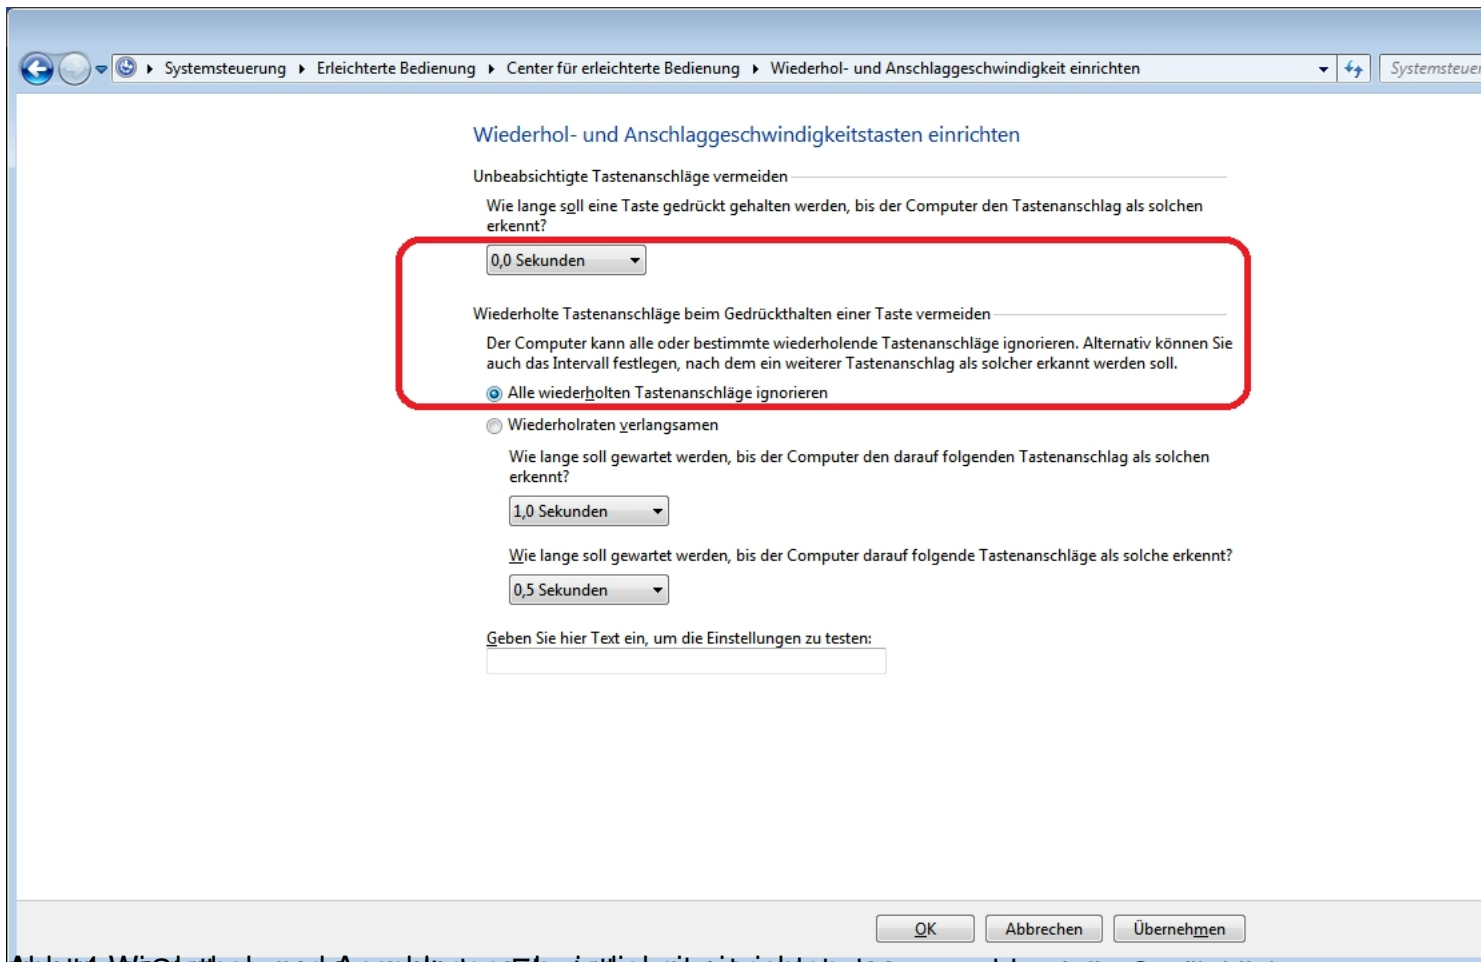 Systemsteuerung ▸ Erleichterte Bedienung ▸ Center für erleichterte Bedienung ▸ Wiederhol- und Anschlaggeschwindigkeit einrichten
Wiederhol- und Anschlaggeschwindigkeitstasten einrichten
Unbeabsichtigte Tastenanschläge vermeiden
Wie lange soll eine Taste gedrückt gehalten werden, bis der Computer den Tastenanschlag als solchen
erkennt?
0,0 Sekunden
Wiederholte Tastenanschläge beim Gedrückthalten einer Taste vermeiden
Der Computer kann alle oder bestimmte wiederholende Tastenanschläge ignorieren. Alternativ können Sie
auch das Intervall festlegen, nach dem ein weiterer Tastenanschlag als solcher erkannt werden soll.
Alle wiederholten Tastenanschläge ignorieren
Wiederholraten verlangsamen
Wie lange soll gewartet werden, bis der Computer den darauf folgenden Tastenanschlag als solchen
erkennt?
1,0 Sekunden
Wie lange soll gewartet werden, bis der Computer darauf folgende Tastenanschläge als solche erkennt?
0,5 Sekunden
Geben Sie hier Text ein, um die Einstellungen zu testen:
OK
Abbrechen
Übernehmen